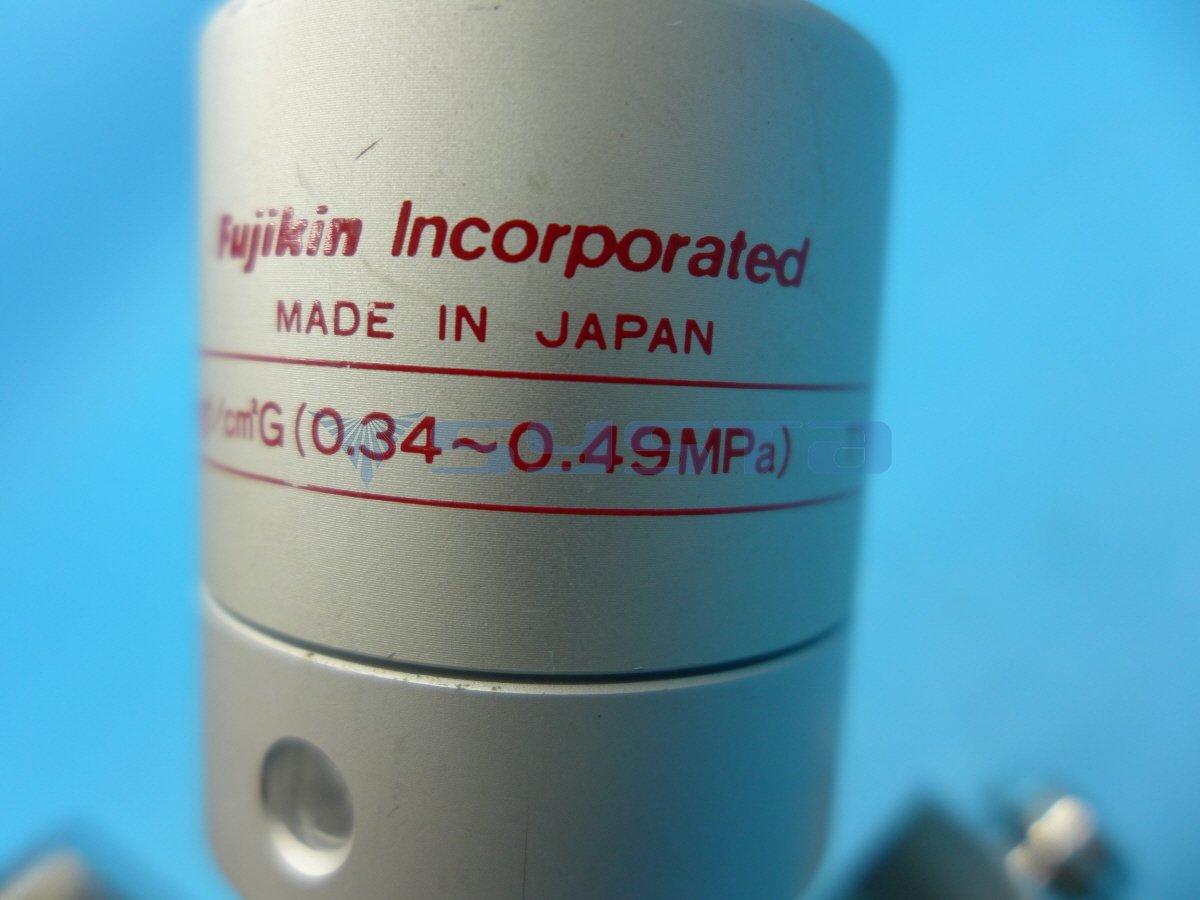 Fujikin Incorporated
MADE IN JAPAN
/cm²G (0.34~0.49MPa)